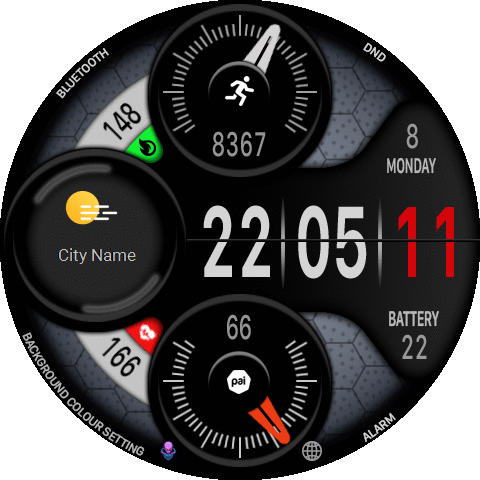 BLUETOOTH
DND
148
8367
8
MONDAY
City Name
22 05 11
BATTERY
22
66
pai
166
BACKGROUND COLOUR SETTING
ALARM